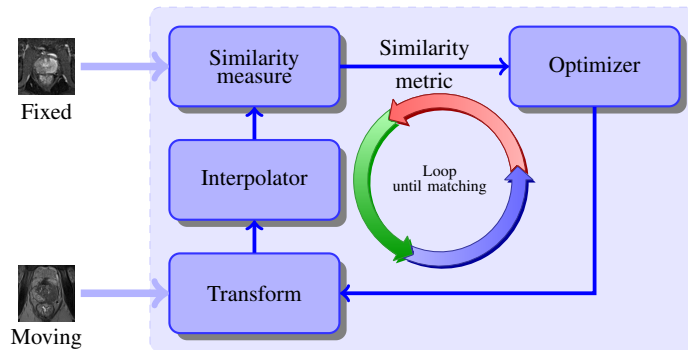 Fixed
Similarity
measure
Similarity
metric
Optimizer
Interpolator
Loop
until matching
Transform
Moving